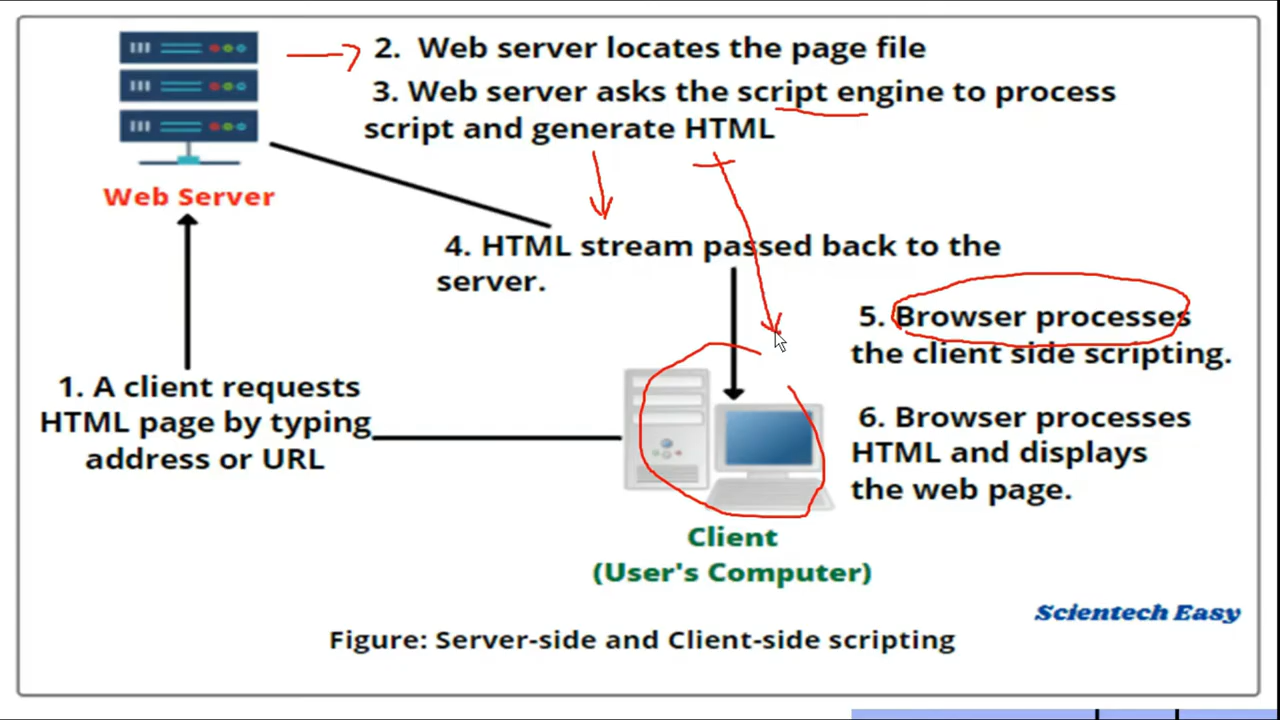 2. Web server locates the page file
3. Web server asks the script engine to process
script and generate HTML
Web Server
4. HTML stream passed back to the
server.
5. Browser processes
the client side scripting.
1. A client requests
HTML page by typing
address or URL
6. Browser processes
HTML and displays
the web page.
Client
(User's Computer)
Scientech Easy
Figure: Server-side and Client-side scripting